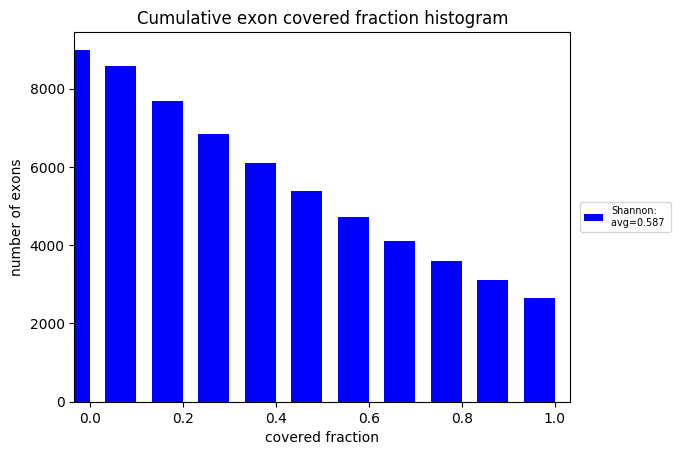 Cumulative exon covered fraction histogram
number of exons
8000
6000
4000
2000
0
0.0 0.2 0.4 0.6 0.8 1.0
covered fraction
Shannon:
avg=0.587